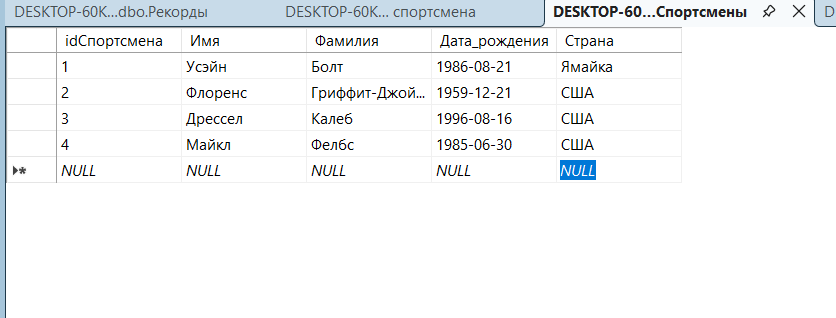 DESKTOP-60K...dbo.Рекорды DESKTOP-60K... спортсмена DESKTOP-60...Спортсмены D
idСпортсмена Имя Фамилия Дата_рождения Страна
1 Усэйн Болт 1986-08-21 Ямайка
2 Флоренс Гриффит-Джой... 1959-12-21 США
3 Дрессел Калеб 1996-08-16 США
4 Майкл Фелбс 1985-06-30 США
NULL NULL NULL NULL NULL